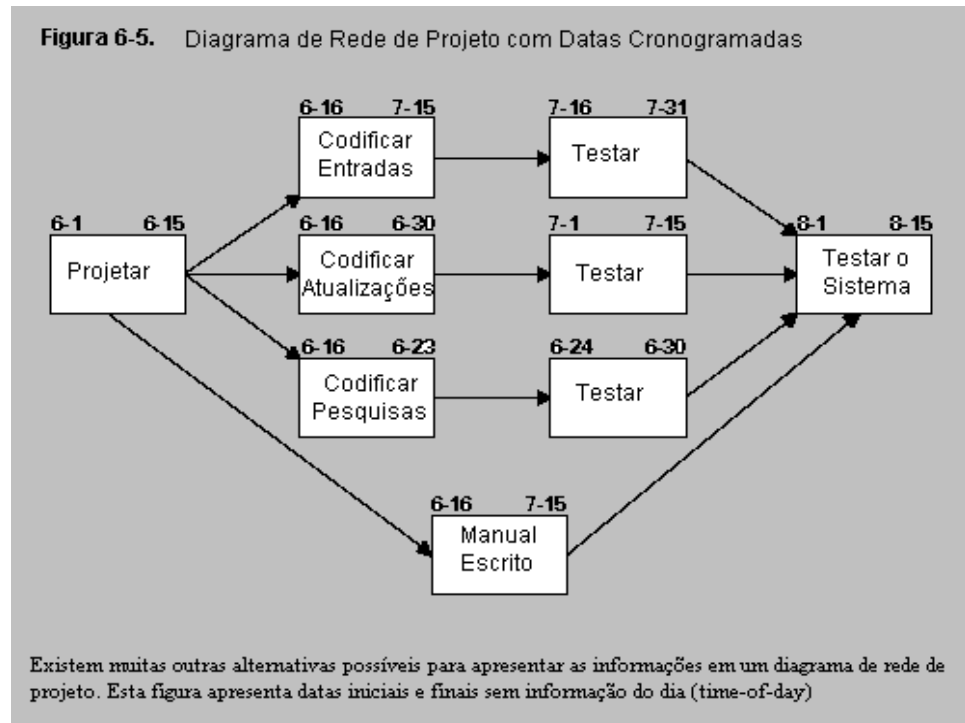 Figura 6-5. Diagrama de Rede de Projeto com Datas Cronogramadas
6-16 7-15
Codificar
Entradas
7-16 7-31
Testar
6-1 6-15
Projetar
6-16 6-30
Codificar
Atualizações
7-1 7-15
Testar
8-1 8-15
Testar o
Sistema
6-16 6-23
Codificar
Pesquisas
6-24 6-30
Testar
6-16 7-15
Manual
Escrito
Existem muitas outras alternativas possíveis para apresentar as informações em um diagrama de rede de
projeto. Esta figura apresenta datas iniciais e finais sem informação do dia (time-of-day)